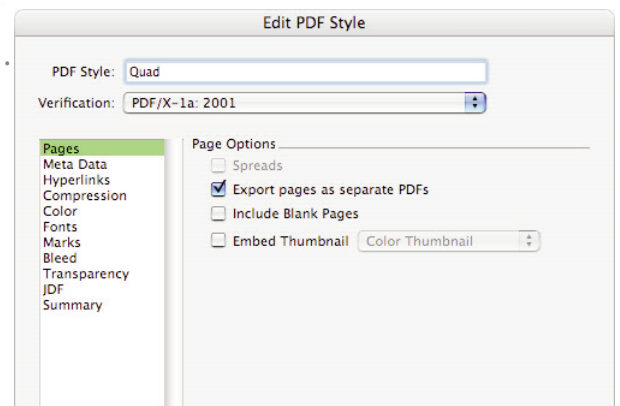 Edit PDF Style
PDF Style: Quad
Verification: PDF/X-1a: 2001
Pages
Meta Data
Hyperlinks
Compression
Color
Fonts
Marks
Bleed
Transparency
JDF
Summary
Page Options
Spreads
Export pages as separate PDFs
Include Blank Pages
Embed Thumbnail Color Thumbnail